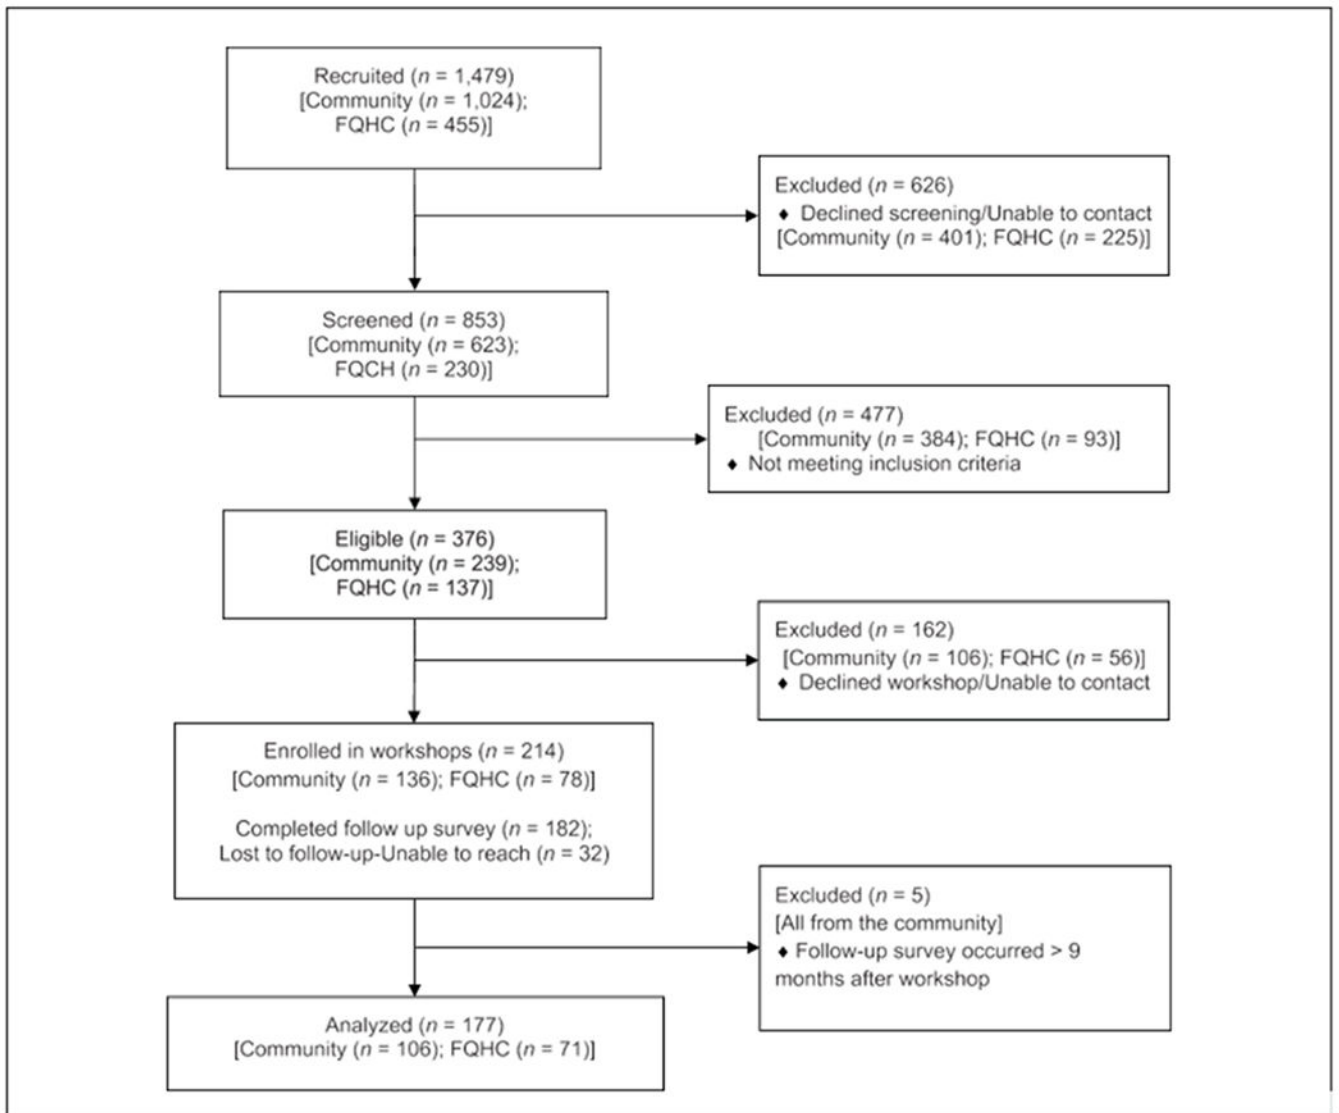 Recruited (n = 1,479)
[Community (n = 1,024);
FQHC (n = 455)]
Excluded (n = 626)
♦ Declined screening/Unable to contact
[Community (n = 401); FQHC (n = 225)]
Screened (n = 853)
[Community (n = 623);
FQCH (n = 230)]
Excluded (n = 477)
[Community (n = 384); FQHC (n = 93)]
♦ Not meeting inclusion criteria
Eligible (n = 376)
[Community (n = 239);
FQHC (n = 137)]
Excluded (n = 162)
[Community (n = 106); FQHC (n = 56)]
♦ Declined workshop/Unable to contact
Enrolled in workshops (n = 214)
[Community (n = 136); FQHC (n = 78)]
Completed follow up survey (n = 182);
Lost to follow-up-Unable to reach (n = 32)
Excluded (n = 5)
[All from the community]
♦ Follow-up survey occurred > 9
months after workshop
Analyzed (n = 177)
[Community (n = 106); FQHC (n = 71)]